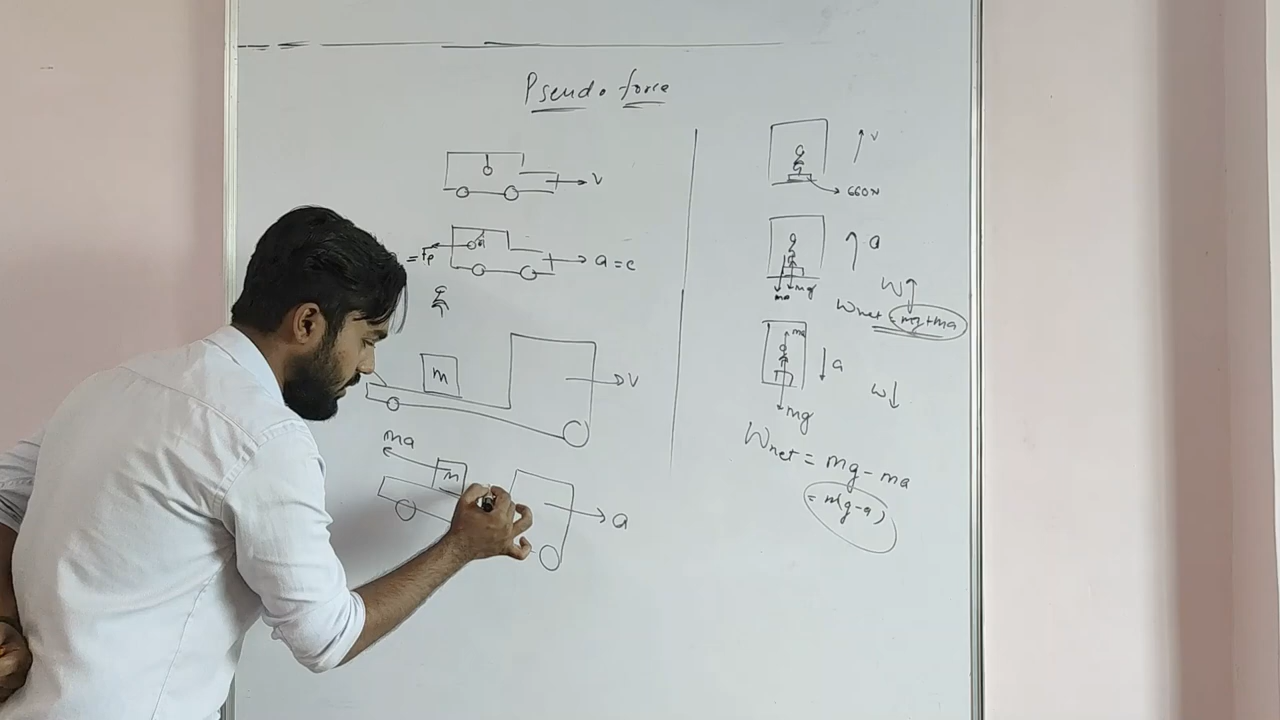 Pseudo force
v
= Fp
m
a = c
m
v
ma
m
a
v
660N
a
ma
mg
W↑
Wnet = mg+ma
ma
a
W↓
mg
Wnet = mg - ma
= m(g-a)